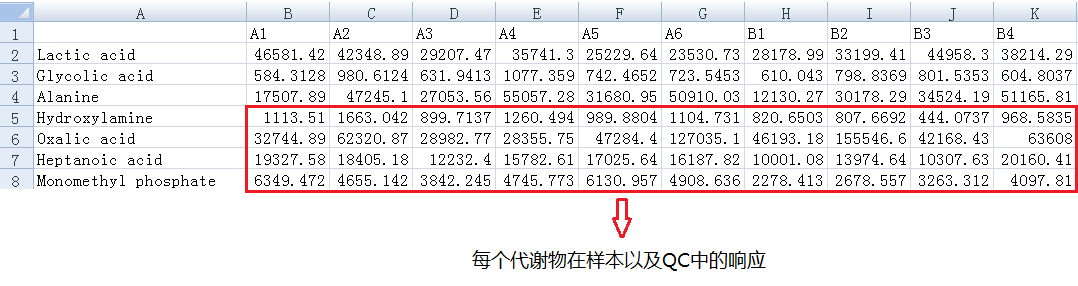 A B C D E F G H I J K
1 A1 A2 A3 A4 A5 A6 B1 B2 B3 B4
2 Lactic acid 46581.42 42348.89 29207.47 35741.3 25229.64 23530.73 28178.99 33199.41 44958.3 38214.29
3 Glycolic acid 584.3128 980.6124 631.9413 1077.359 742.4652 723.5453 610.043 798.8369 801.5353 604.8037
4 Alanine 17507.89 47245.1 27053.56 55057.28 31680.95 50910.03 12130.27 30178.29 34524.19 51165.81
5 Hydroxylamine 1113.51 1663.042 899.7137 1260.494 989.8804 1104.731 820.6503 807.6692 444.0737 968.5835
6 Oxalic acid 32744.89 62320.87 28982.77 28355.75 47284.4 127035.1 46193.18 155546.6 42168.43 63608
7 Heptanoic acid 19327.58 18405.18 12232.4 15782.61 17025.64 16187.82 10001.08 13974.64 10307.63 20160.41
8 Monomethyl phosphate 6349.472 4655.142 3842.245 4745.773 6130.957 4908.636 2278.413 2678.557 3263.312 4097.81
每个代谢物在样本以及QC中的响应